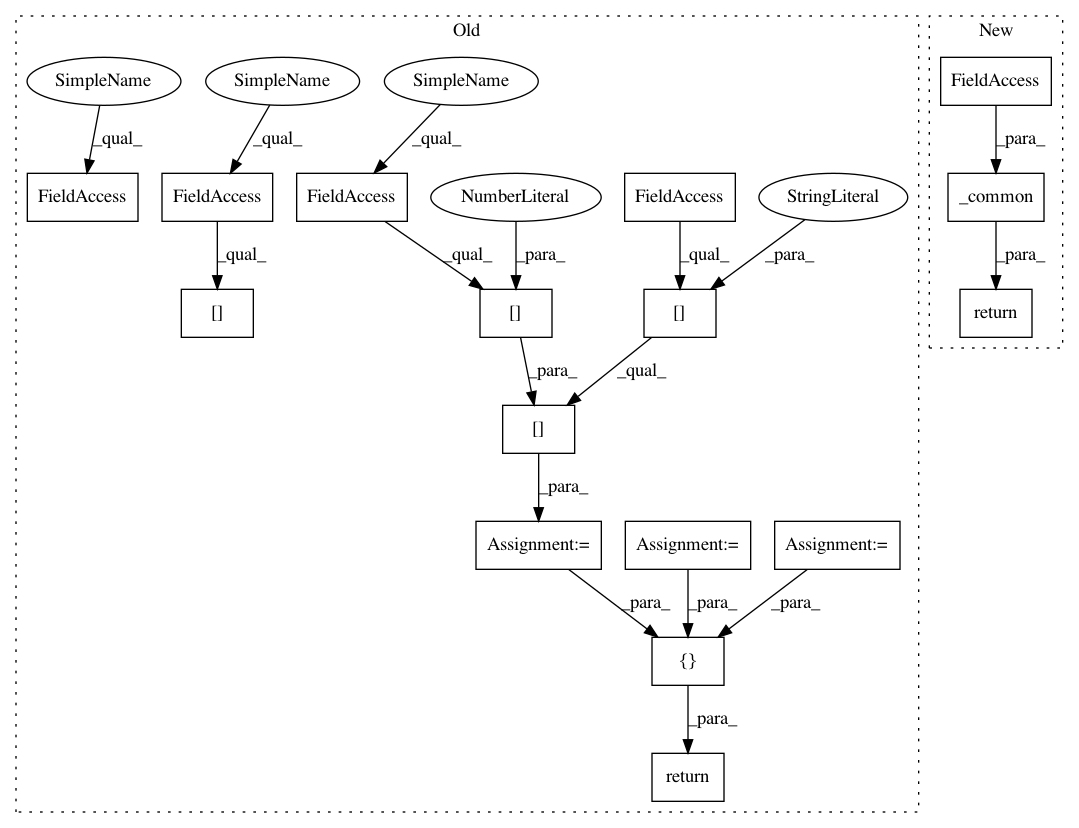 Old
New
SimpleName
SimpleName
SimpleName
FieldAccess
_qual_
_qual_
_qual_
_para_
FieldAccess
FieldAccess
FieldAccess
NumberLiteral
FieldAccess
StringLiteral
_common
_qual_
_qual_
_para_
_qual_
_para_
_para_
[]
[]
[]
return
_para_
_qual_
[]
_para_
Assignment:=
Assignment:=
Assignment:=
_para_
_para_
_para_
{}
_para_
return